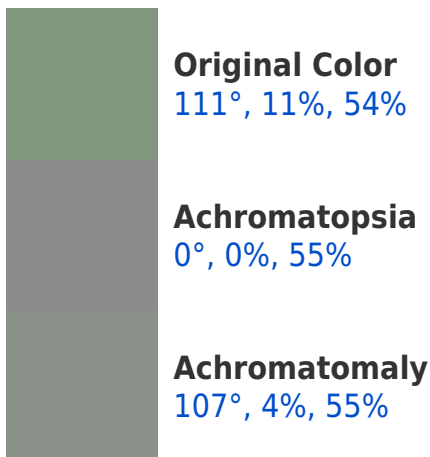 Original Color
111°, 11%, 54%
Achromatopsia
0°, 0%, 55%
Achromatomaly
107°, 4%, 55%